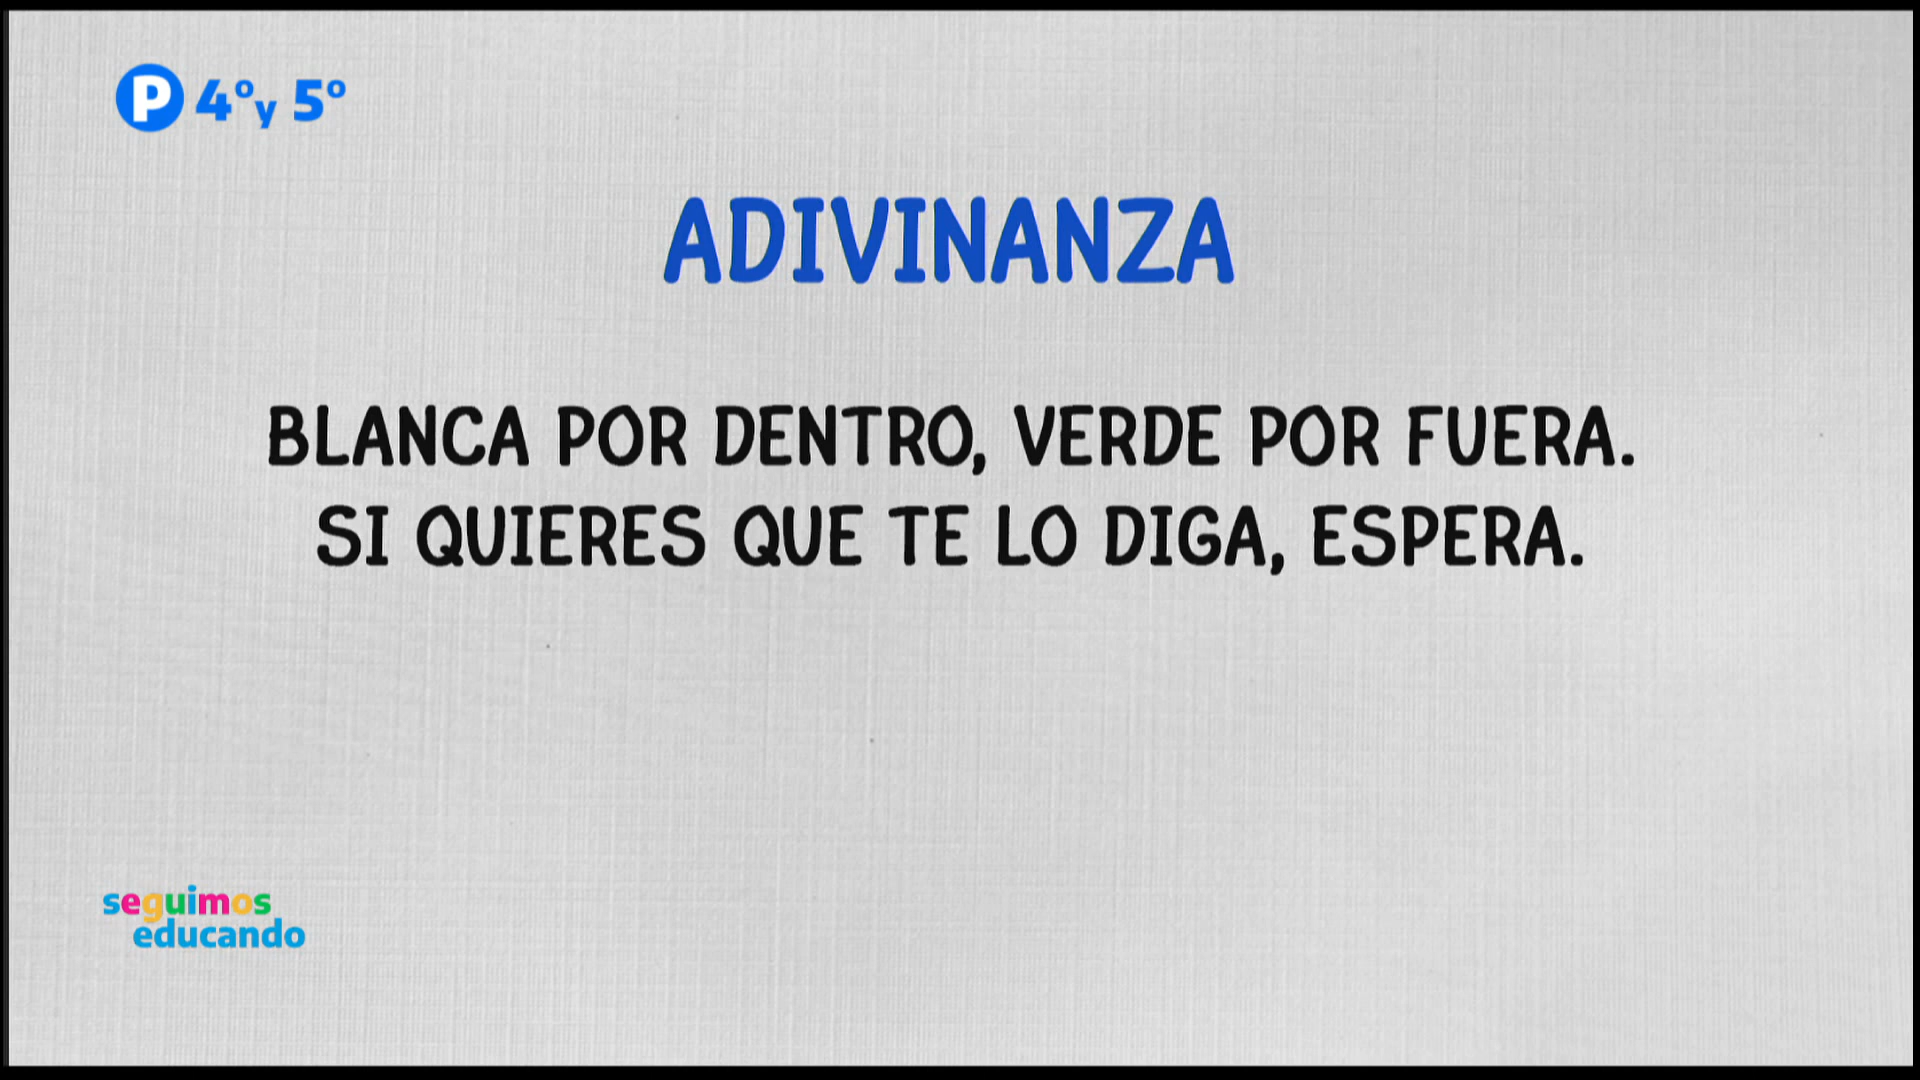 P 4° y 5°
ADIVINANZA
BLANCA POR DENTRO, VERDE POR FUERA.
SI QUIERES QUE TE LO DIGA, ESPERA.
seguimos
educando